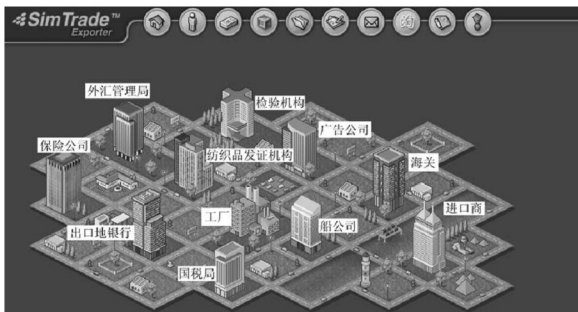 SimTrade™
Exporter
外汇管理局
检验机构
广告公司
保险公司
纺织品发证机构
海关
工厂
进口商
出口地银行
船公司
国税局